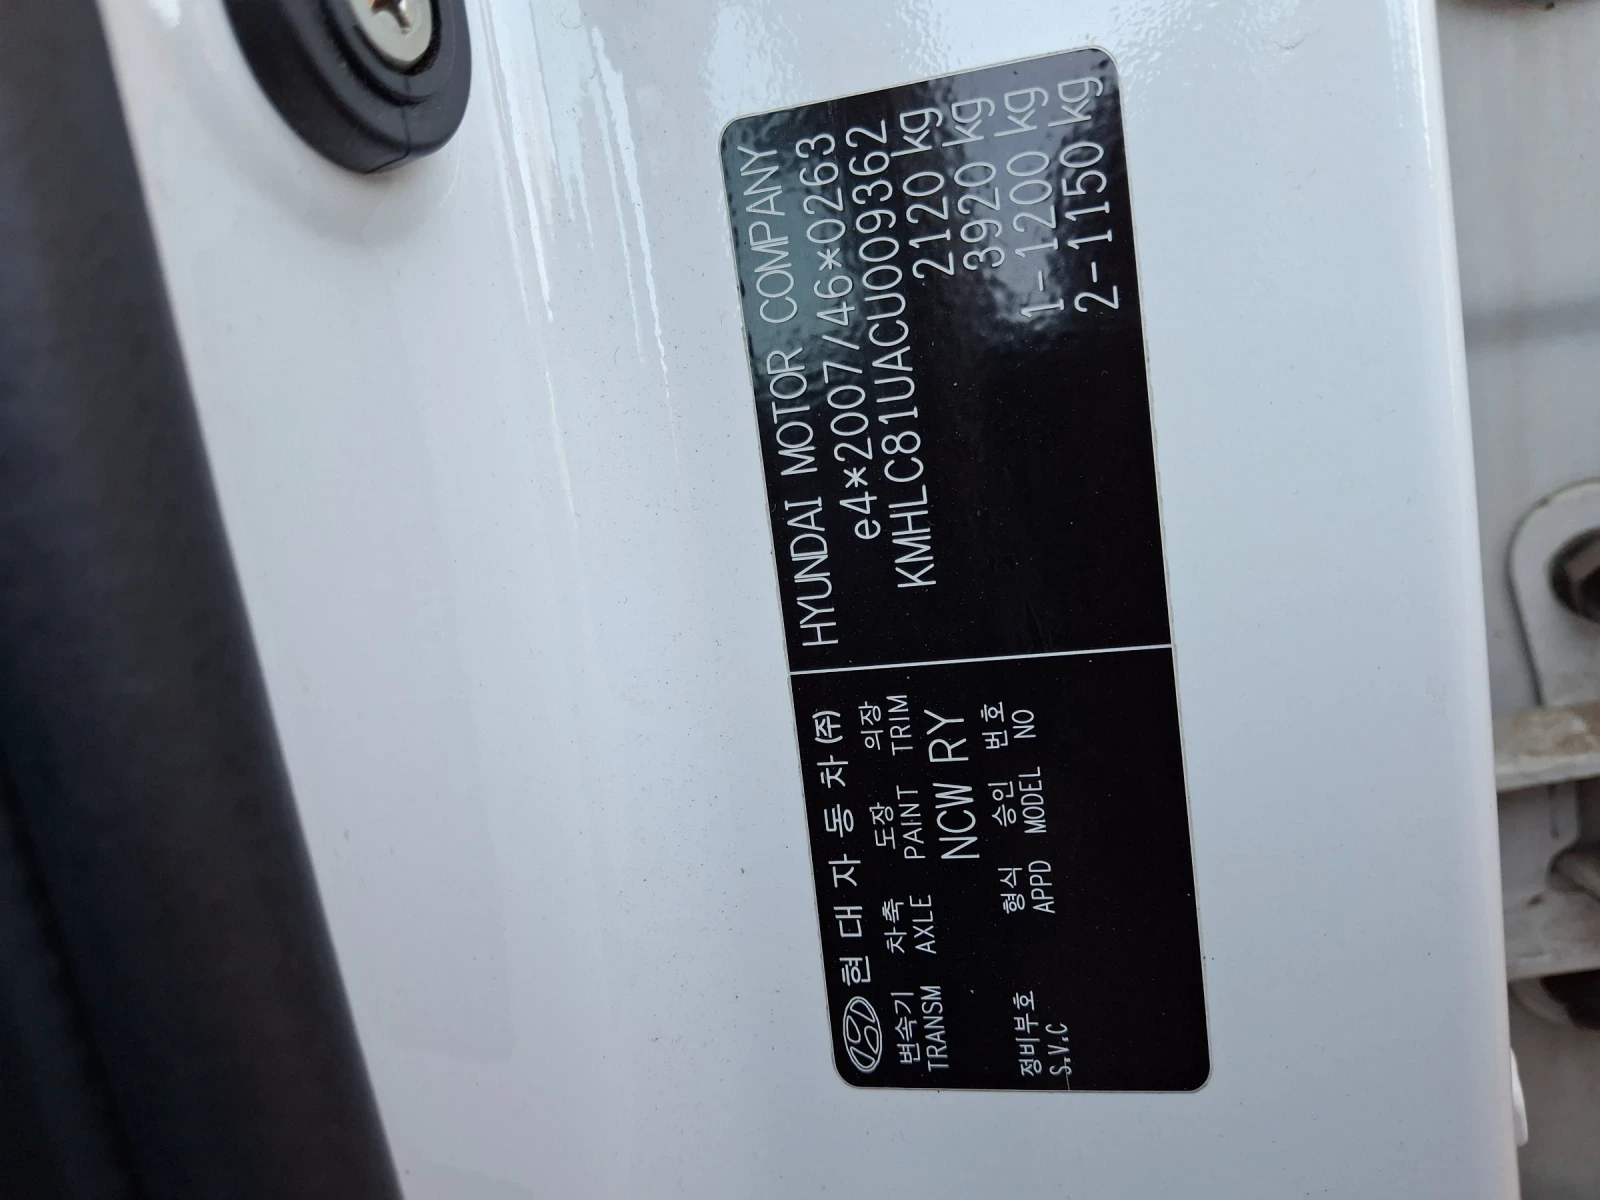 현대자동차(주)
변속기 차축 도장 의장
TRANSM AXLE PAINT TRIM
NCW RY
정비부호 형식 승인 번호
S.V.C APPD MODEL NO
HYUNDAI MOTOR COMPANY
e4*2007/46*0263
KMHLC81UACU009362
2120 kg
3920 kg
1-1200 kg
2-1150 kg